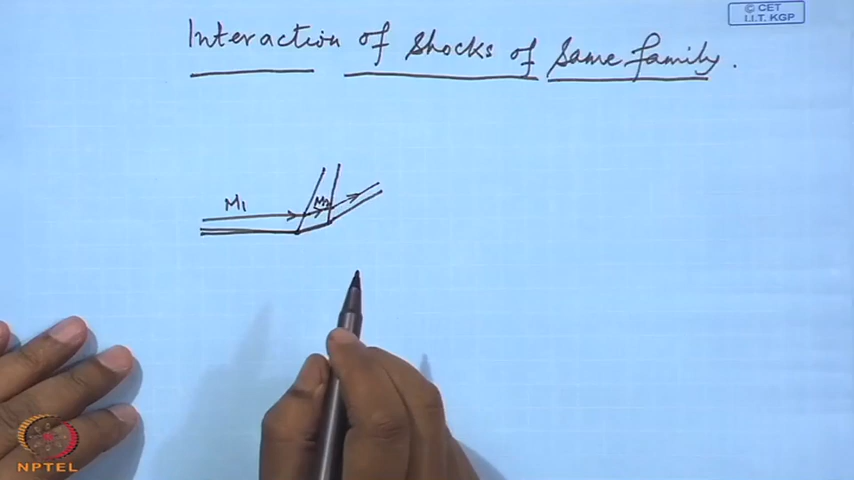 © CET
I.I.T. KGP
Interaction of shocks of same family.
M1
M2
NPTEL